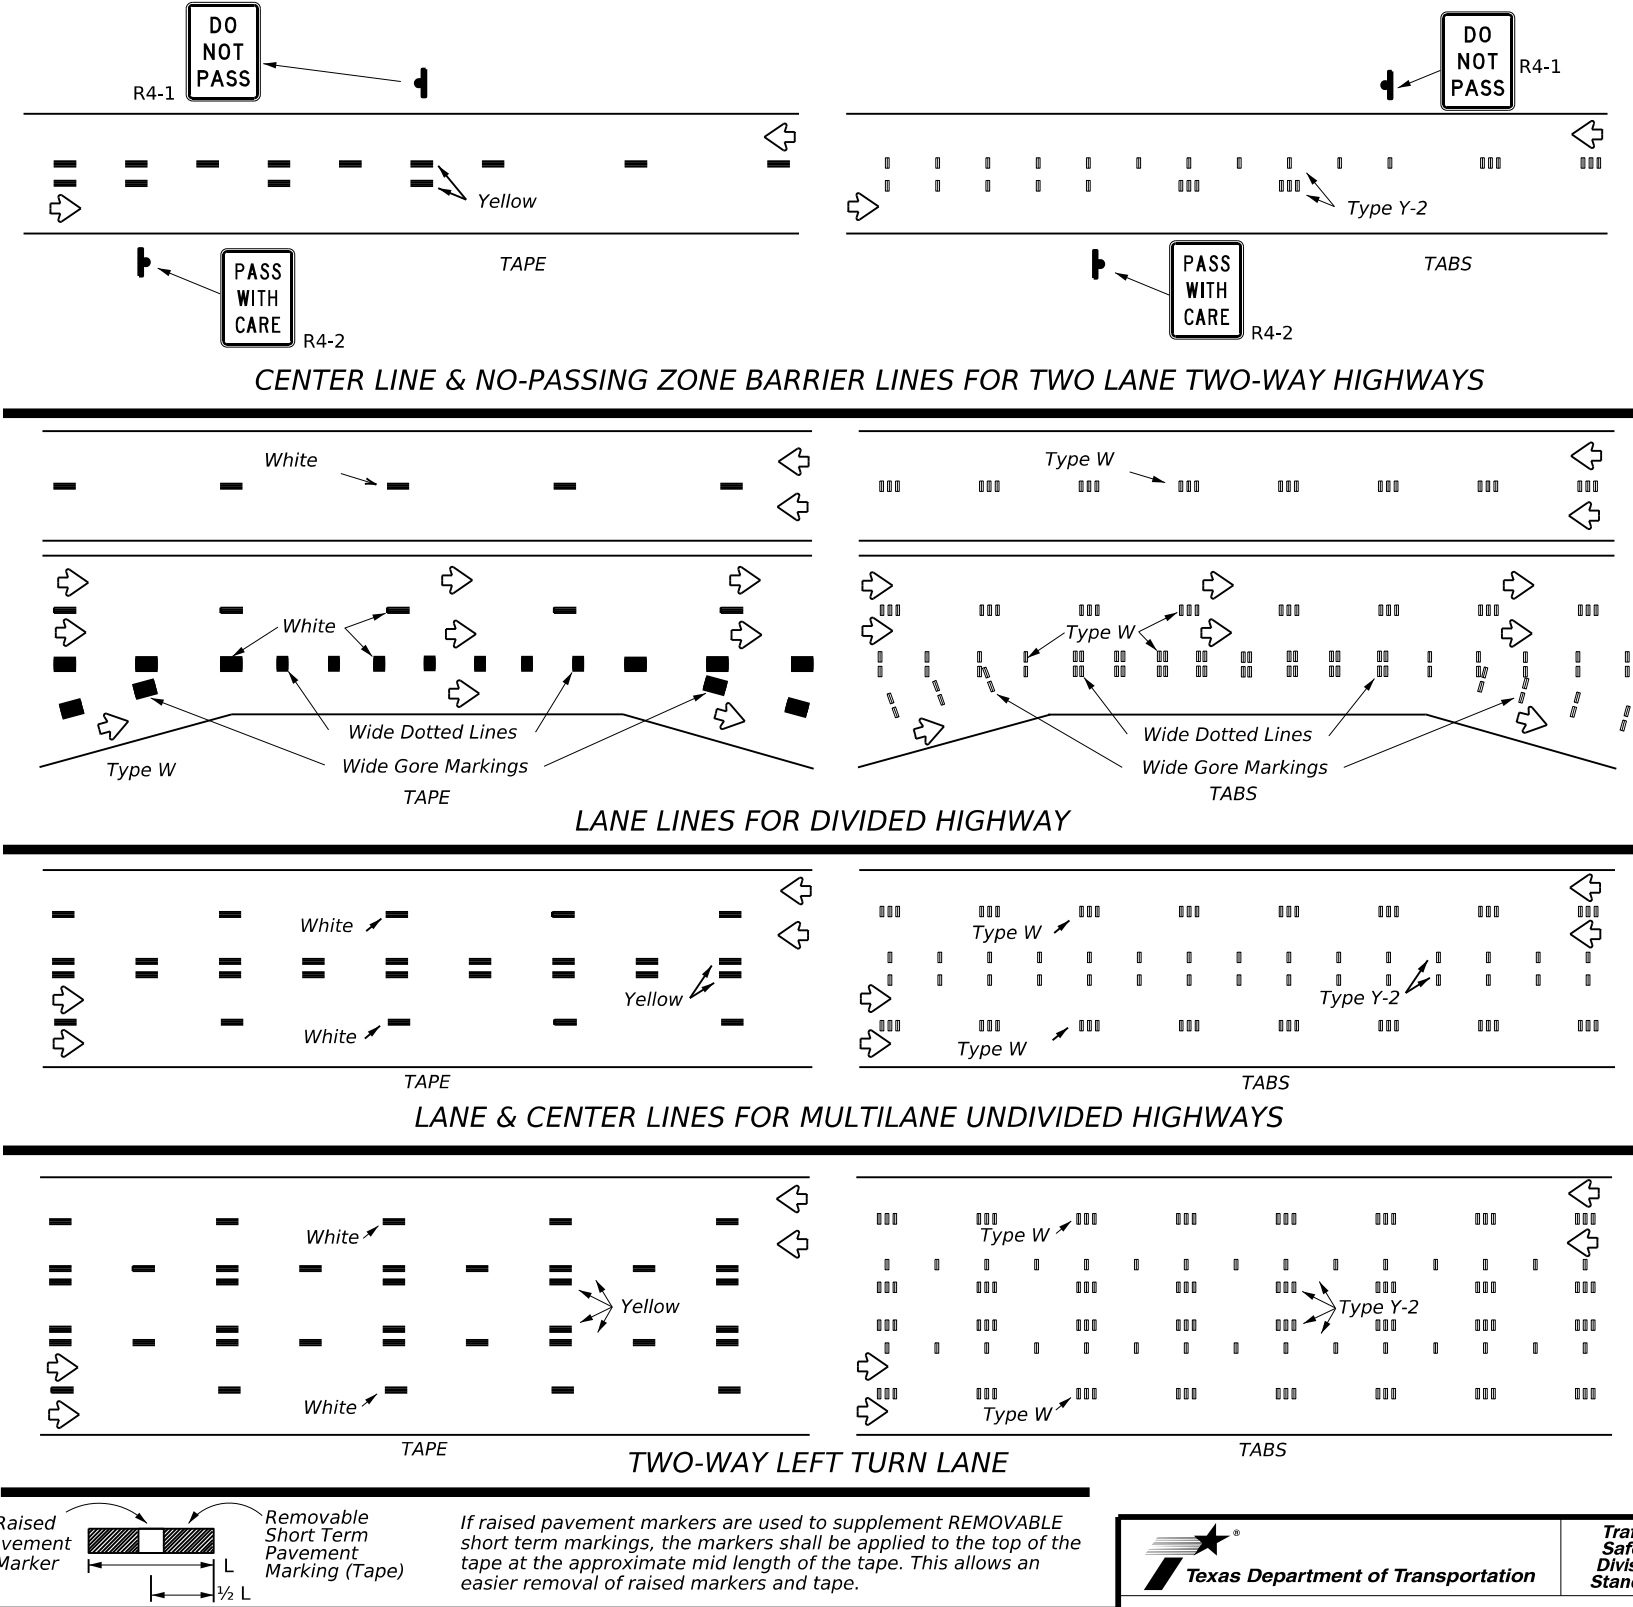 DO
NOT
PASS
R4-1
DO
NOT
PASS
R4-1
Yellow
Type Y-2
TAPE
TABS
PASS
WITH
CARE
R4-2
PASS
WITH
CARE
R4-2
CENTER LINE & NO-PASSING ZONE BARRIER LINES FOR TWO LANE TWO-WAY HIGHWAYS
White
Type W
White
Type W
Wide Dotted Lines
Wide Dotted Lines
Type W
Wide Gore Markings
Wide Gore Markings
TAPE
TABS
LANE LINES FOR DIVIDED HIGHWAY
White
Type W
Yellow
Type Y-2
White
Type W
TAPE
TABS
LANE & CENTER LINES FOR MULTILANE UNDIVIDED HIGHWAYS
White
Type W
Yellow
Type Y-2
White
Type W
TAPE
TABS
TWO-WAY LEFT TURN LANE
Raised
vement
Marker
L
½ L
Removable
Short Term
Pavement
Marking (Tape)
If raised pavement markers are used to supplement REMOVABLE
short term markings, the markers shall be applied to the top of the
tape at the approximate mid length of the tape. This allows an
easier removal of raised markers and tape.
®
Texas Department of Transportation
Traf
Safe
Divis
Stand